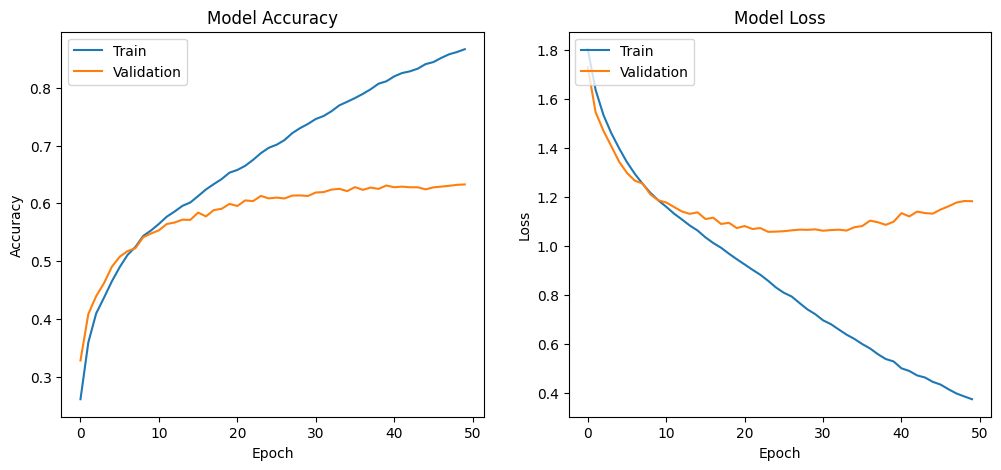 Model Accuracy
Train
Validation
0.8
0.7
0.6
0.5
0.4
0.3
Accuracy
0 10 20 30 40 50
Epoch
Model Loss
Train
Validation
1.8
1.6
1.4
1.2
1.0
0.8
0.6
0.4
Loss
0 10 20 30 40 50
Epoch